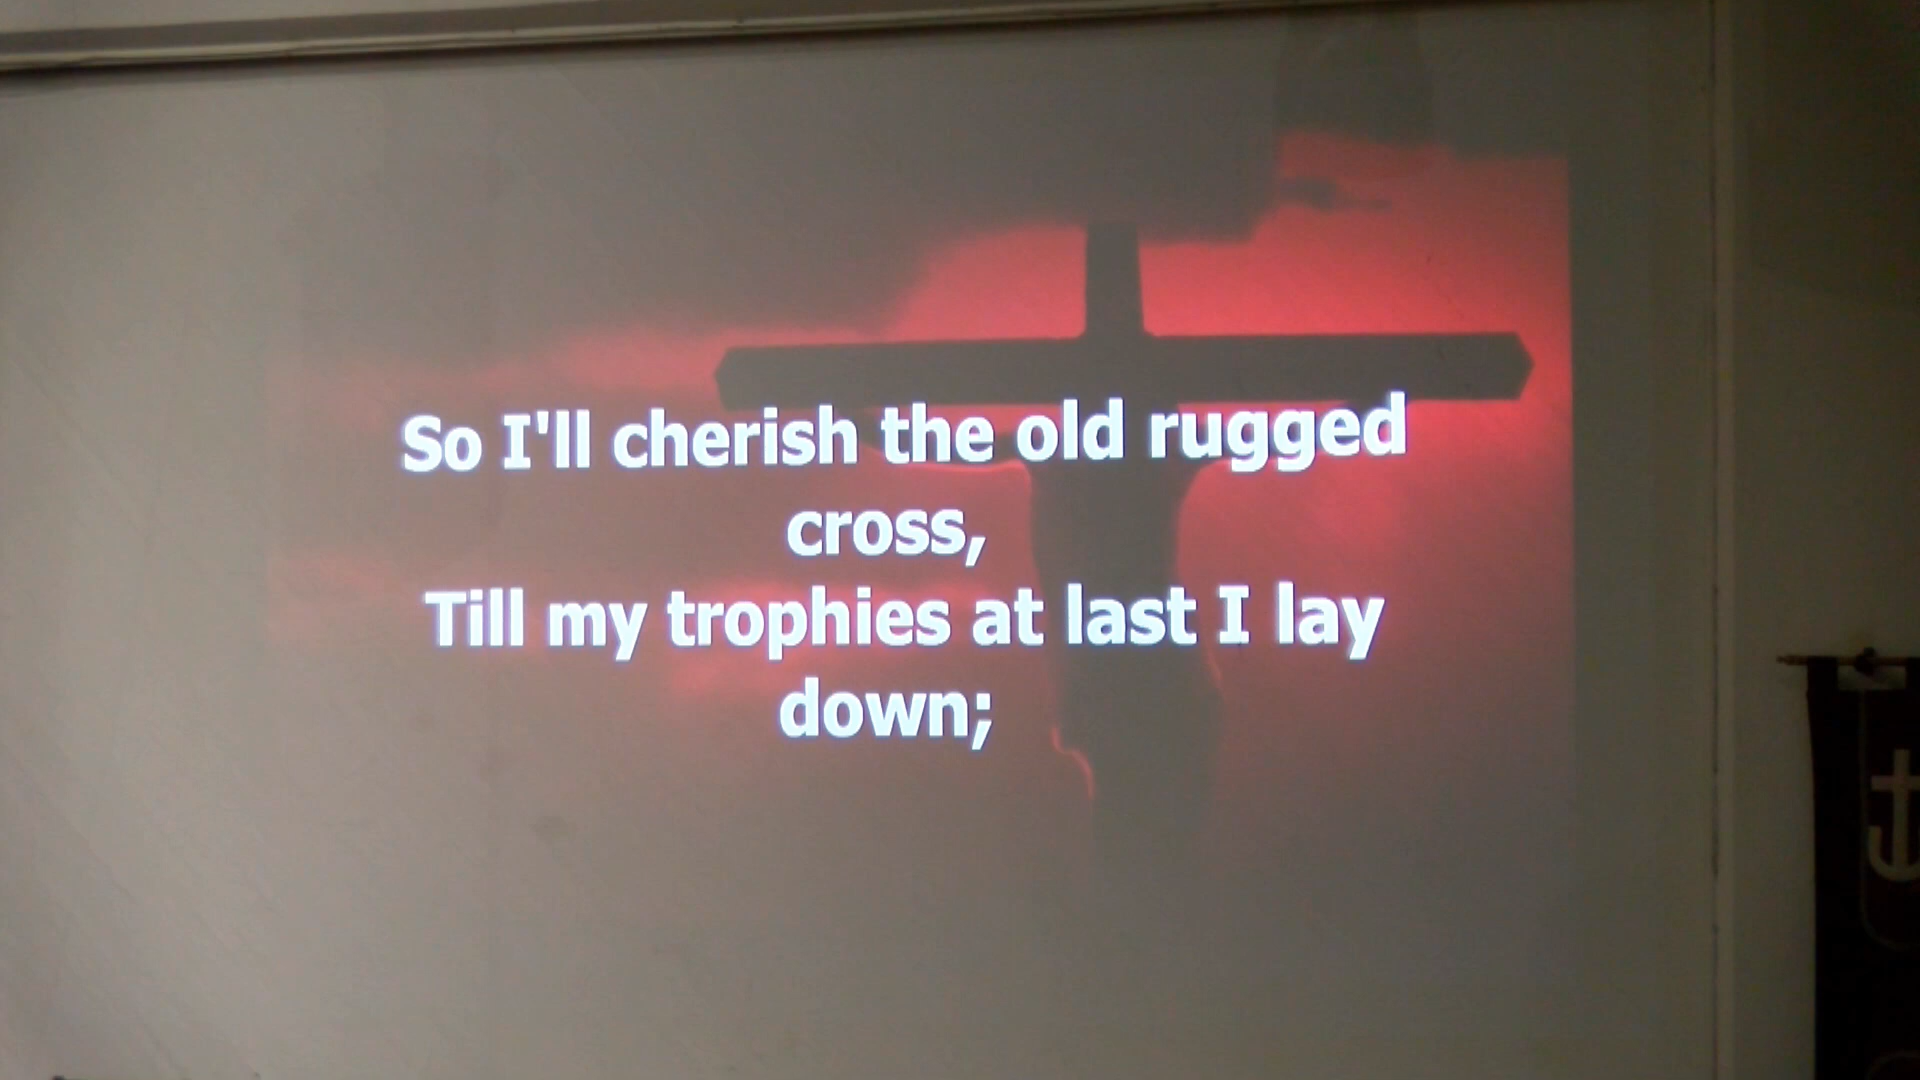 So I'll cherish the old rugged
cross,
Till my trophies at last I lay
down;